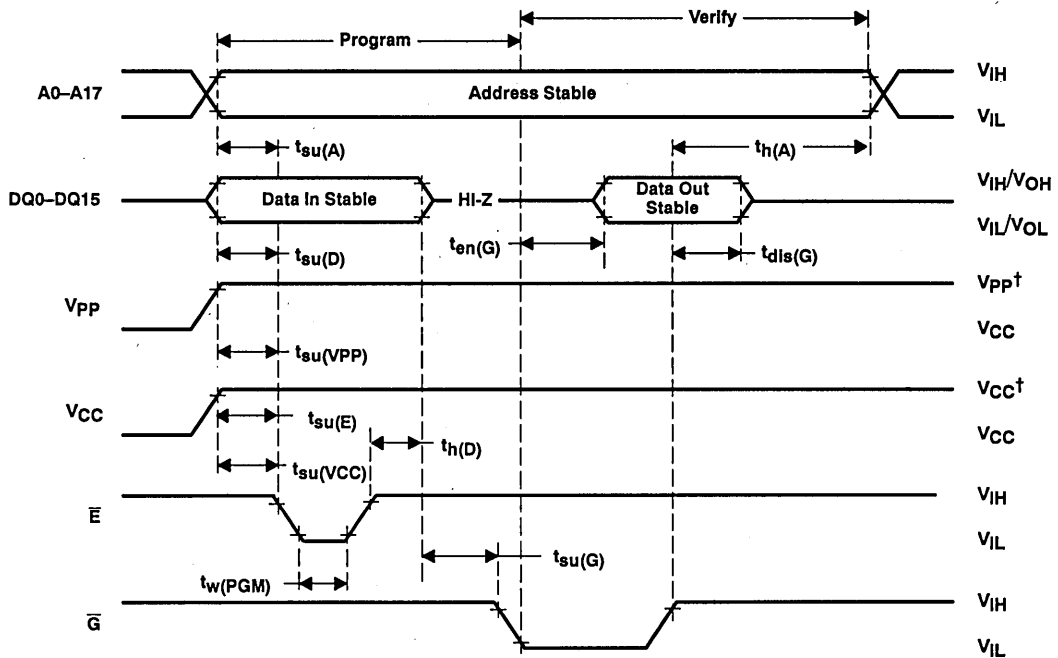 Verify
Program
A0–A17
Address Stable
VIH
VIL
tsu(A)
th(A)
DQ0–DQ15
Data In Stable
HI-Z
Data Out
Stable
VIH/VOH
VIL/VOL
tsu(D)
ten(G)
tdis(G)
VPP
VPP†
VCC
tsu(VPP)
VCC
VCC†
VCC
tsu(E)
th(D)
tsu(VCC)
E̅
VIH
VIL
tsu(G)
tw(PGM)
G̅
VIH
VIL